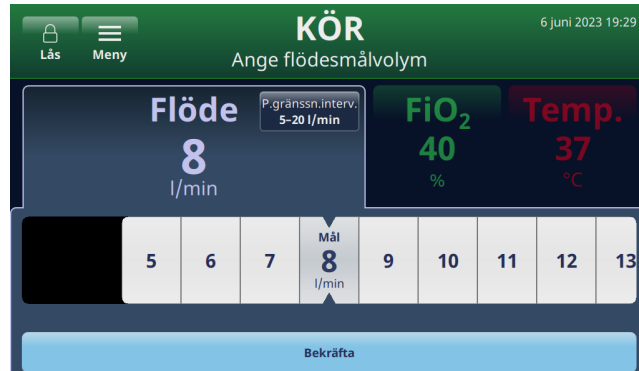 KÖR
6 juni 2023 19:29
Lås Meny
Ange flödesmålvolym
Flöde
P.gränssn.interv.
5–20 l/min
8
l/min
FiO2
40
%
Temp.
37
°C
5 6 7 Mål 8 l/min 9 10 11 12 13
Bekräfta